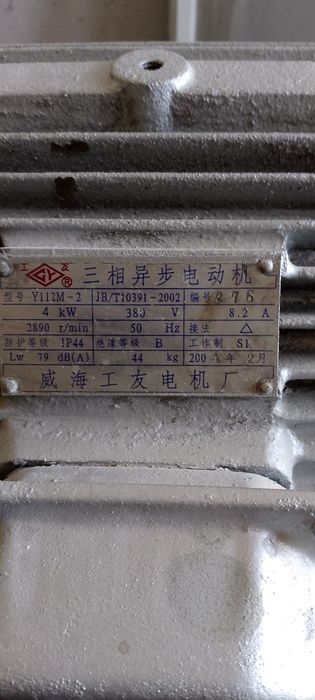 工 GY 友 ® 三相异步电动机
型号 Y112M-2 JB/T10391-2002 编号 276
4 kW 380 V 8.2 A
2890 r/min 50 Hz 接法 △
防护等级 IP44 绝缘等级 B 工作制 S1
Lw 79 dB(A) 44 kg 200 年2月
威海工友电机厂